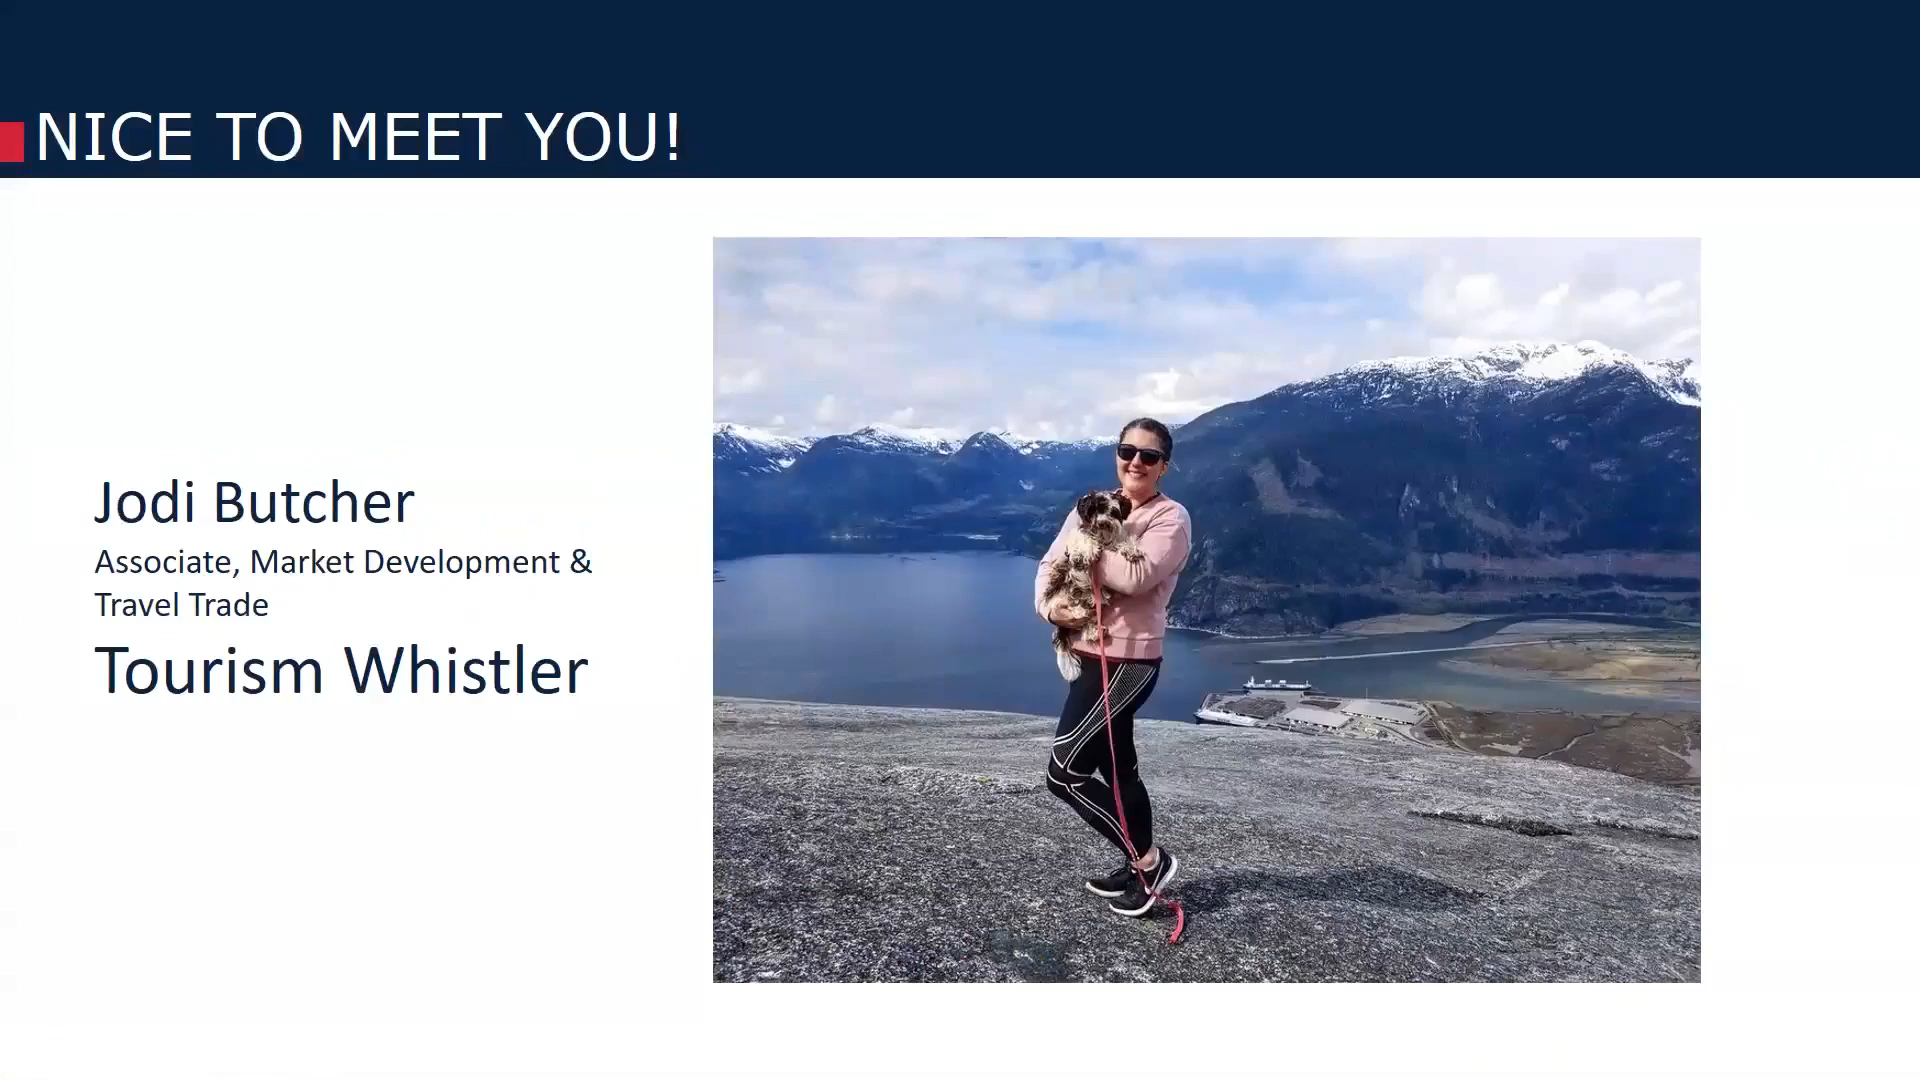 NICE TO MEET YOU!
Jodi Butcher
Associate, Market Development &
Travel Trade
Tourism Whistler